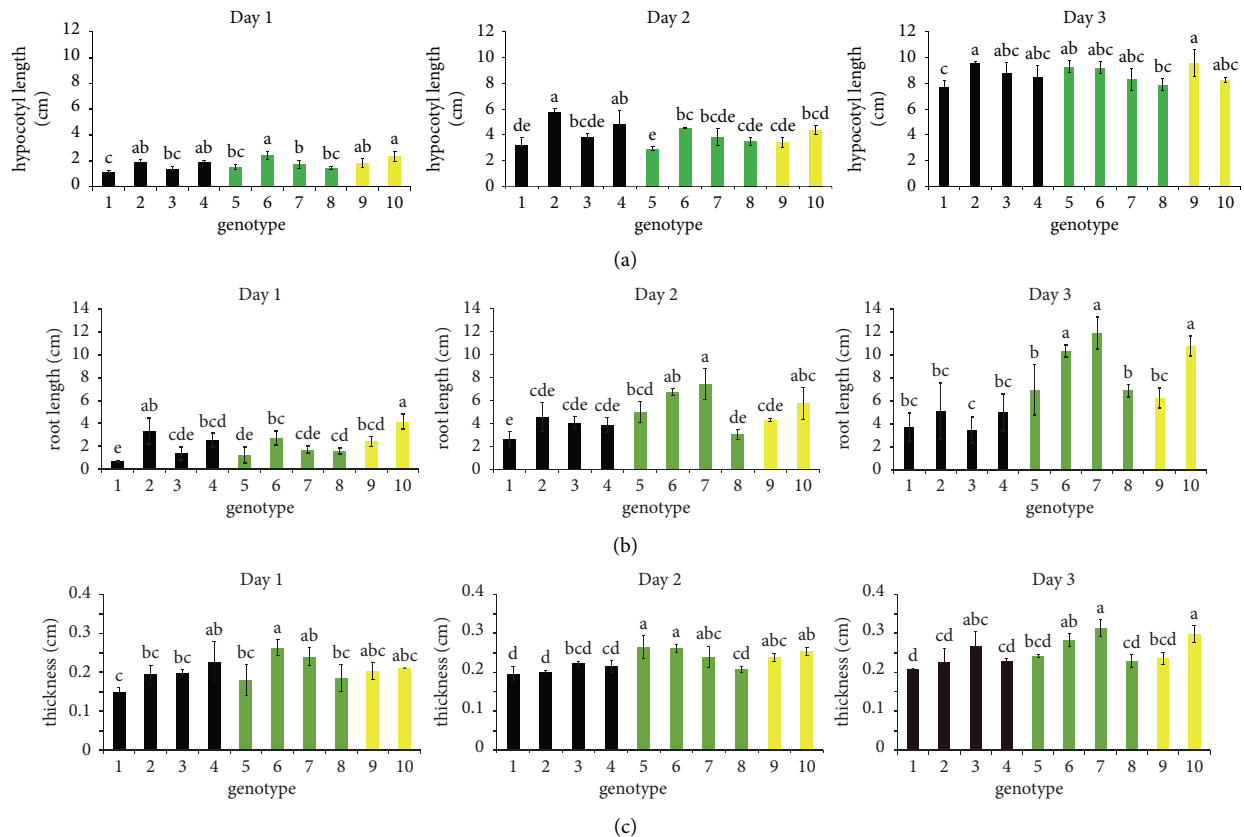 Day 1
12
10
8
6
4
2
0
hypocotyl length
(cm)
c ab bc ab bc a b bc ab a
1 2 3 4 5 6 7 8 9 10
genotype
Day 2
12
10
8
6
4
2
0
hypocotyl length
(cm)
de a bcde ab e bc bcde cde cde bcd
1 2 3 4 5 6 7 8 9 10
genotype
Day 3
12
10
8
6
4
2
0
hypocotyl length
(cm)
c a abc abc ab abc abc bc a abc
1 2 3 4 5 6 7 8 9 10
genotype
(a)
Day 1
14
12
10
8
6
4
2
0
root length (cm)
e ab cde bcd de bc cde cd bcd a
1 2 3 4 5 6 7 8 9 10
genotype
Day 2
14
12
10
8
6
4
2
0
root length (cm)
e cde cde cde bcd ab a de cde abc
1 2 3 4 5 6 7 8 9 10
genotype
Day 3
14
12
10
8
6
4
2
0
root length (cm)
bc bc c bc b a a b bc a
1 2 3 4 5 6 7 8 9 10
genotype
(b)
Day 1
0.4
0.3
0.2
0.1
0
thickness (cm)
c bc bc ab bc a ab bc abc abc
1 2 3 4 5 6 7 8 9 10
genotype
Day 2
0.4
0.3
0.2
0.1
0
thickness (cm)
d d bcd cd a a abc cd abc ab
1 2 3 4 5 6 7 8 9 10
genotype
Day 3
0.4
0.3
0.2
0.1
0
thickness (cm)
d cd abc cd bcd ab a cd bcd a
1 2 3 4 5 6 7 8 9 10
genotype
(c)